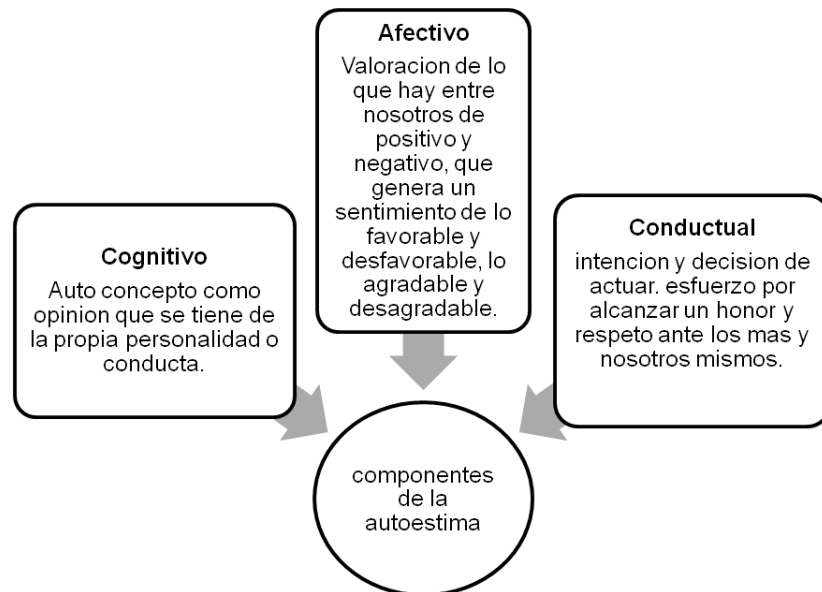 Afectivo
Valoracion de lo
que hay entre
nosotros de
positivo y
negativo, que
genera un
sentimiento de lo
favorable y
desfavorable, lo
agradable y
desagradable.
Cognitivo
Auto concepto como
opinion que se tiene de
la propia personalidad o
conducta.
Conductual
intencion y decision de
actuar. esfuerzo por
alcanzar un honor y
respeto ante los mas y
nosotros mismos.
componentes
de la
autoestima